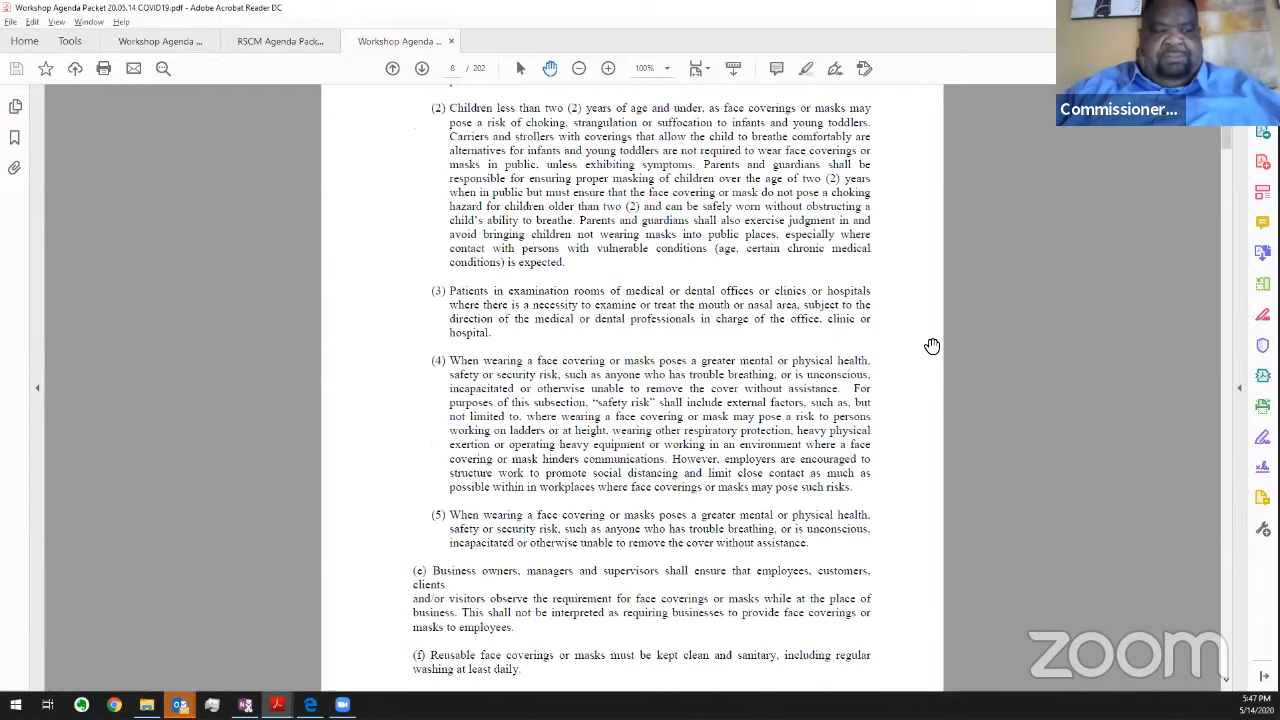 Workshop Agenda Packet 20.05.14 COVID19.pdf - Adobe Acrobat Reader DC
File Edit View Window Help
Home Tools Workshop Agenda ... RSCM Agenda Pack... Workshop Agenda ... ×
8 / 202 100%
Commissioner...
(2) Children less than two (2) years of age and under, as face coverings or masks may
pose a risk of choking, strangulation or suffocation to infants and young toddlers.
Carriers and strollers with coverings that allow the child to breathe comfortably are
alternatives for infants and young toddlers are not required to wear face coverings or
masks in public, unless exhibiting symptoms. Parents and guardians shall be
responsible for ensuring proper masking of children over the age of two (2) years
when in public but must ensure that the face covering or mask do not pose a choking
hazard for children older than two (2) and can be safely worn without obstructing a
child's ability to breathe. Parents and guardians shall also exercise judgment in and
avoid bringing children not wearing masks into public places, especially where
contact with persons with vulnerable conditions (age, certain chronic medical
conditions) is expected.
(3) Patients in examination rooms of medical or dental offices or clinics or hospitals
where there is a necessity to examine or treat the mouth or nasal area, subject to the
direction of the medical or dental professionals in charge of the office, clinic or
hospital.
(4) When wearing a face covering or masks poses a greater mental or physical health,
safety or security risk, such as anyone who has trouble breathing, or is unconscious,
incapacitated or otherwise unable to remove the cover without assistance. For
purposes of this subsection, “safety risk” shall include external factors, such as, but
not limited to, where wearing a face covering or mask may pose a risk to persons
working on ladders or at height, wearing other respiratory protection, heavy physical
exertion or operating heavy equipment or working in an environment where a face
covering or mask hinders communications. However, employers are encouraged to
structure work to promote social distancing and limit close contact as much as
possible within in workplaces where face coverings or masks may pose such risks.
(5) When wearing a face covering or masks poses a greater mental or physical health,
safety or security risk, such as anyone who has trouble breathing, or is unconscious,
incapacitated or otherwise unable to remove the cover without assistance.
(e) Business owners, managers and supervisors shall ensure that employees, customers,
clients
and/or visitors observe the requirement for face coverings or masks while at the place of
business. This shall not be interpreted as requiring businesses to provide face coverings or
masks to employees.
(f) Reusable face coverings or masks must be kept clean and sanitary, including regular
washing at least daily.
zoom
5:47 PM
5/14/2020